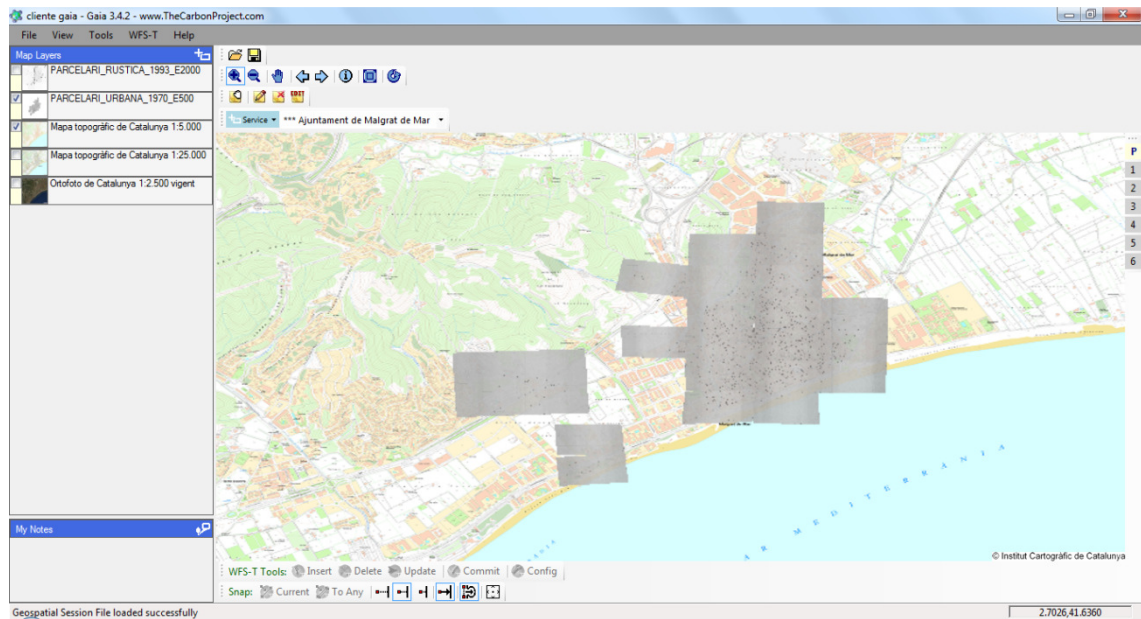 cliente gaia - Gaia 3.4.2 - www.TheCarbonProject.com
File View Tools WFS-T Help
Map Layers
PARCELARI_RUSTICA_1993_E2000
PARCELARI_URBANA_1970_E500
Mapa topogràfic de Catalunya 1:5.000
Mapa topogràfic de Catalunya 1:25.000
Ortofoto de Catalunya 1:2.500 vigent
EDIT
Service *** Ajuntament de Malgrat de Mar
P
1
2
3
4
5
6
Malgrat de Mar
Malgrat de Mar
MAR MEDITERRÀNIA
© Institut Cartogràfic de Catalunya
My Notes
WFS-T Tools: Insert Delete Update Commit Config
Snap: Current To Any
Geospatial Session File loaded successfully
2.7026,41.6360